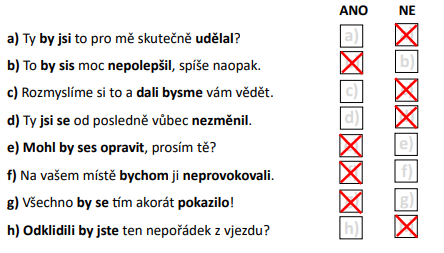 ANO NE
a) Ty by jsi to pro mě skutečně udělal? a)
b) To by sis moc nepolepšil, spíše naopak. b)
c) Rozmyslíme si to a dali bysme vám vědět. c)
d) Ty jsi se od posledně vůbec nezměnil. d)
e) Mohl by ses opravit, prosím tě? e)
f) Na vašem místě bychom ji neprovokovali. f)
g) Všechno by se tím akorát pokazilo! g)
h) Odklidili by jste ten nepořádek z vjezdu? h)